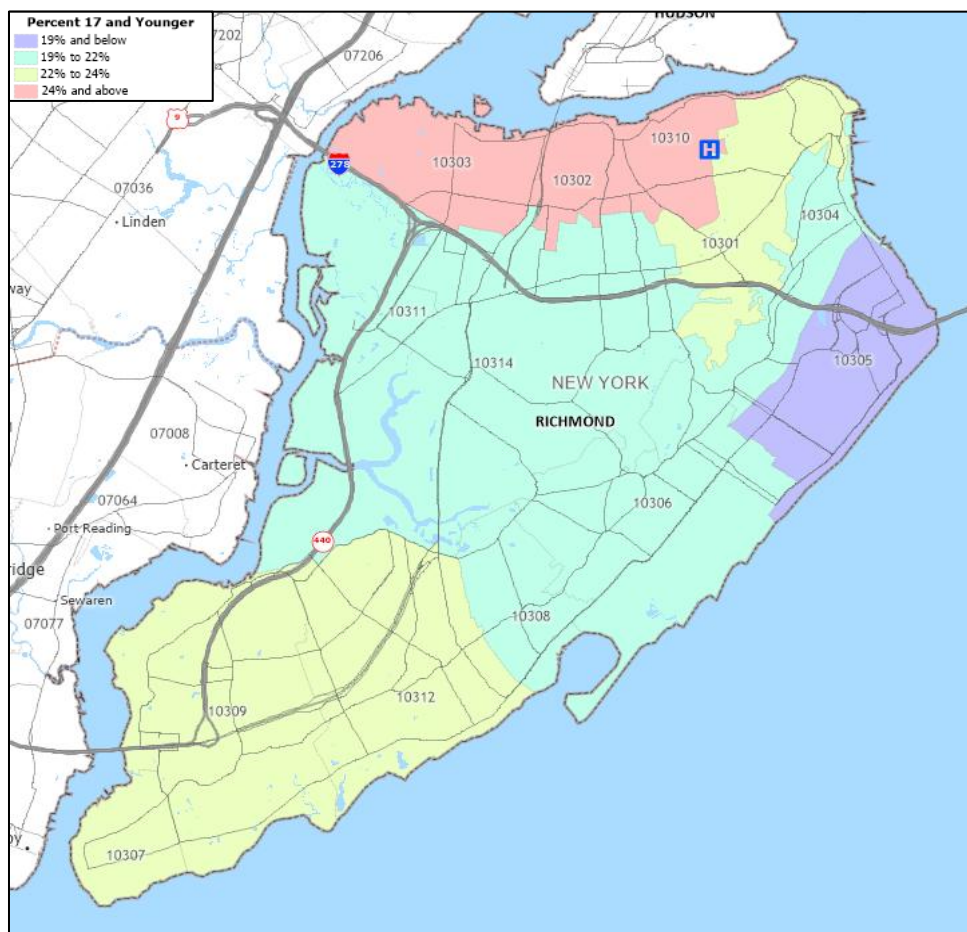 Percent 17 and Younger
19% and below
19% to 22%
22% to 24%
24% and above
HUDSON
07202
07206
9
278
10303
10310
H
10302
07036
Linden
10304
10301
way
10311
10305
10314
NEW YORK
RICHMOND
07008
Carteret
07064
10306
Port Reading
440
ridge
Sewaren
07077
10308
10312
10309
10307